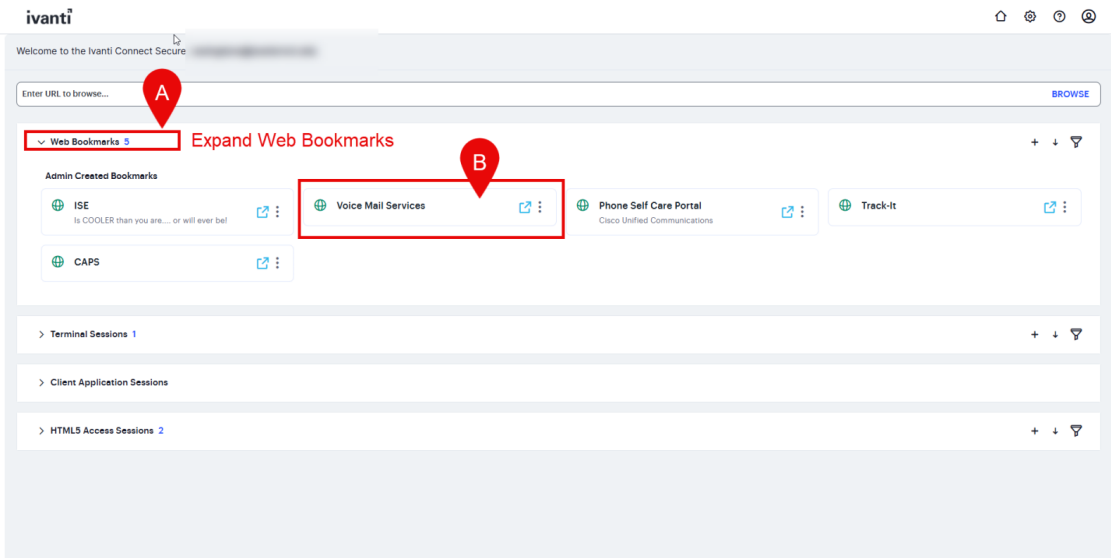 ivanti
Welcome to the Ivanti Connect Secure
Enter URL to browse...
BROWSE
A
Web Bookmarks 5
Expand Web Bookmarks
B
Admin Created Bookmarks
ISE
Is COOLER than you are.... or will ever be!
Voice Mail Services
Phone Self Care Portal
Cisco Unified Communications
Track-It
CAPS
Terminal Sessions 1
Client Application Sessions
HTML5 Access Sessions 2